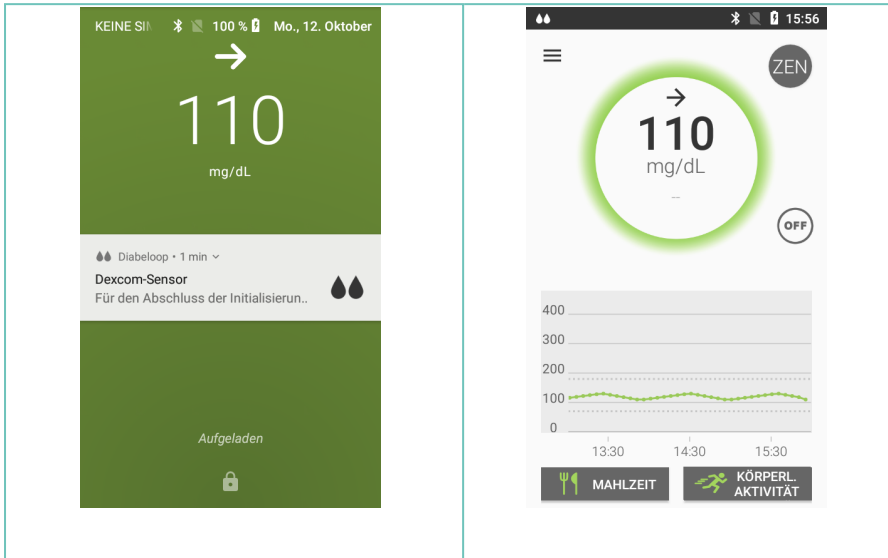 KEINE SIN 100 % Mo., 12. Oktober
110
mg/dL
Diabeloop • 1 min
Dexcom-Sensor
Für den Abschluss der Initialisierun..
Aufgeladen
15:56
ZEN
110
mg/dL
--
OFF
400
300
200
100
0
13:30 14:30 15:30
MAHLZEIT
KÖRPERL.
AKTIVITÄT